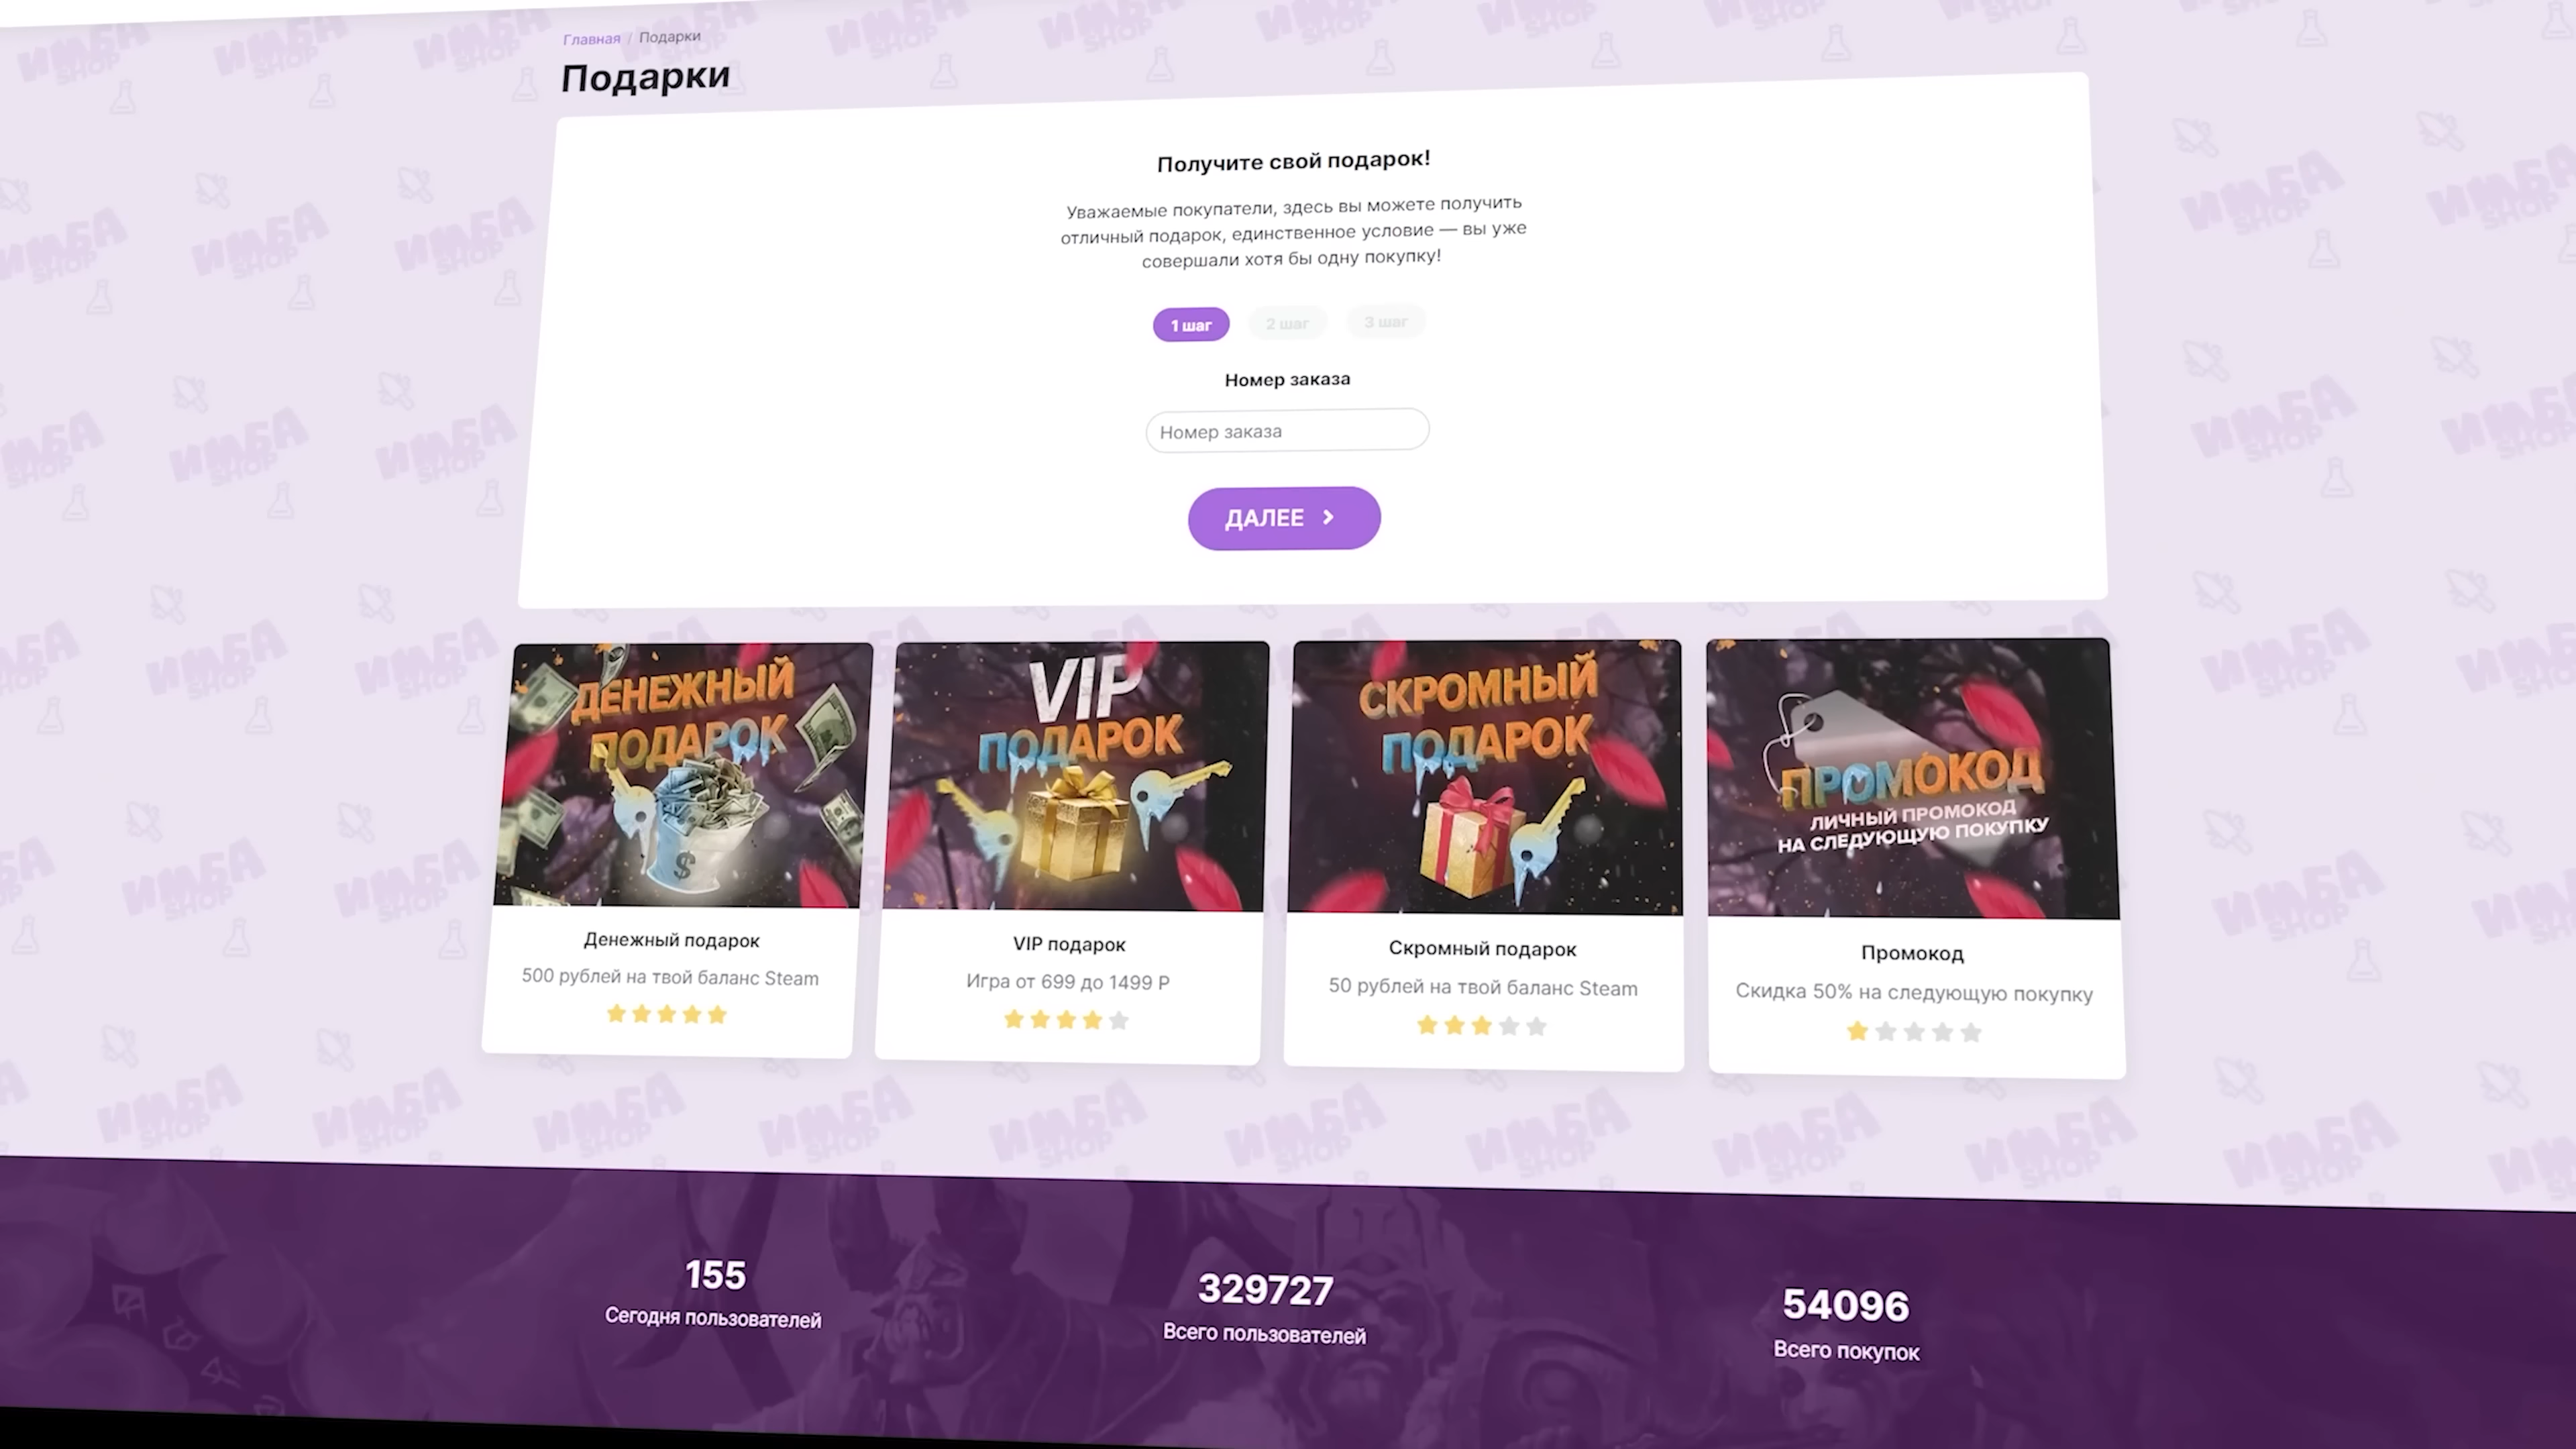 Главная / Подарки
Подарки
Получите свой подарок!
Уважаемые покупатели, здесь вы можете получить
отличный подарок, единственное условие — вы уже
совершали хотя бы одну покупку!
1 шаг
2 шаг
3 шаг
Номер заказа
Номер заказа
ДАЛЕЕ
ДЕНЕЖНЫЙ
ПОДАРОК
$
Денежный подарок
500 рублей на твой баланс Steam
VIP
ПОДАРОК
VIP подарок
Игра от 699 до 1499 Р
СКРОМНЫЙ
ПОДАРОК
Скромный подарок
50 рублей на твой баланс Steam
ПРОМОКОД
ЛИЧНЫЙ ПРОМОКОД
НА СЛЕДУЮЩУЮ ПОКУПКУ
Промокод
Скидка 50% на следующую покупку
155
Сегодня пользователей
329727
Всего пользователей
54096
Всего покупок
ИМБА
SHOP